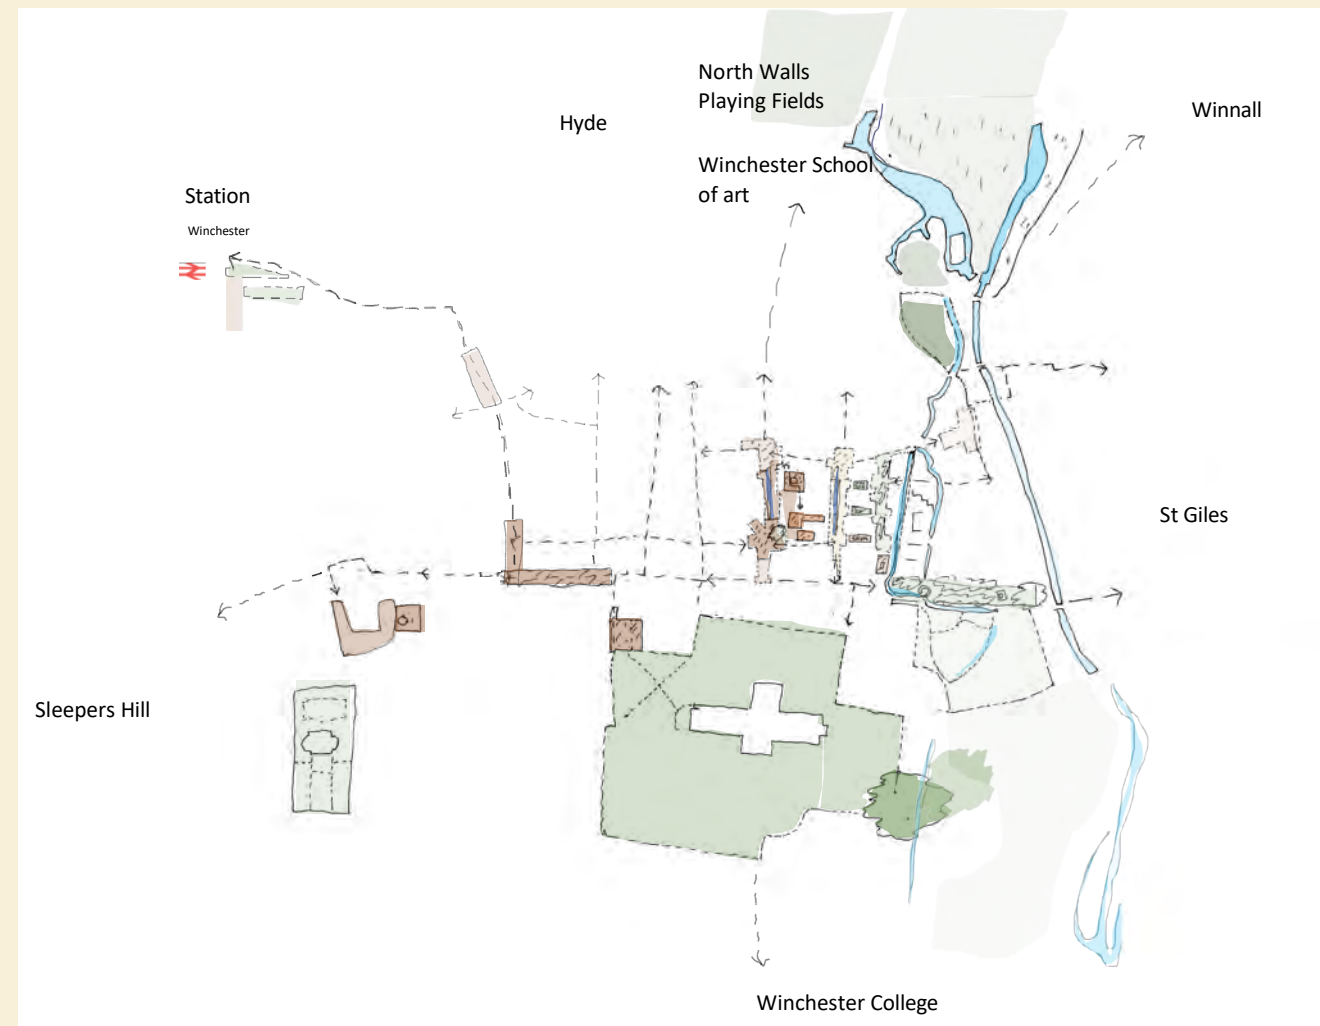 North Walls
Playing Fields
Hyde
Winnall
Winchester School
of art
Station
Winchester
St Giles
Sleepers Hill
Winchester College